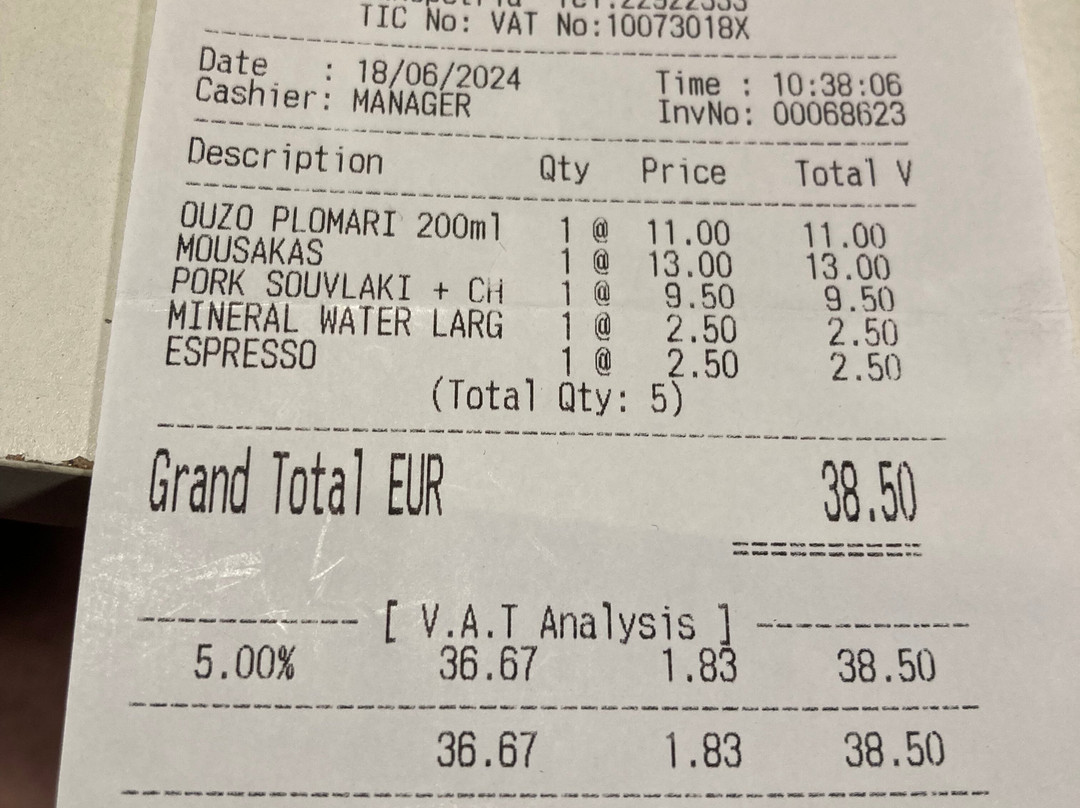 TIC No: VAT No:10073018X
Date : 18/06/2024 Time : 10:38:06
Cashier: MANAGER InvNo: 00068623
Description Qty Price Total V
OUZO PLOMARI 200ml 1 @ 11.00 11.00
MOUSAKAS 1 @ 13.00 13.00
PORK SOUVLAKI + CH 1 @ 9.50 9.50
MINERAL WATER LARG 1 @ 2.50 2.50
ESPRESSO 1 @ 2.50 2.50
(Total Qty: 5)
Grand Total EUR 38.50
[ V.A.T Analysis ]
5.00% 36.67 1.83 38.50
36.67 1.83 38.50